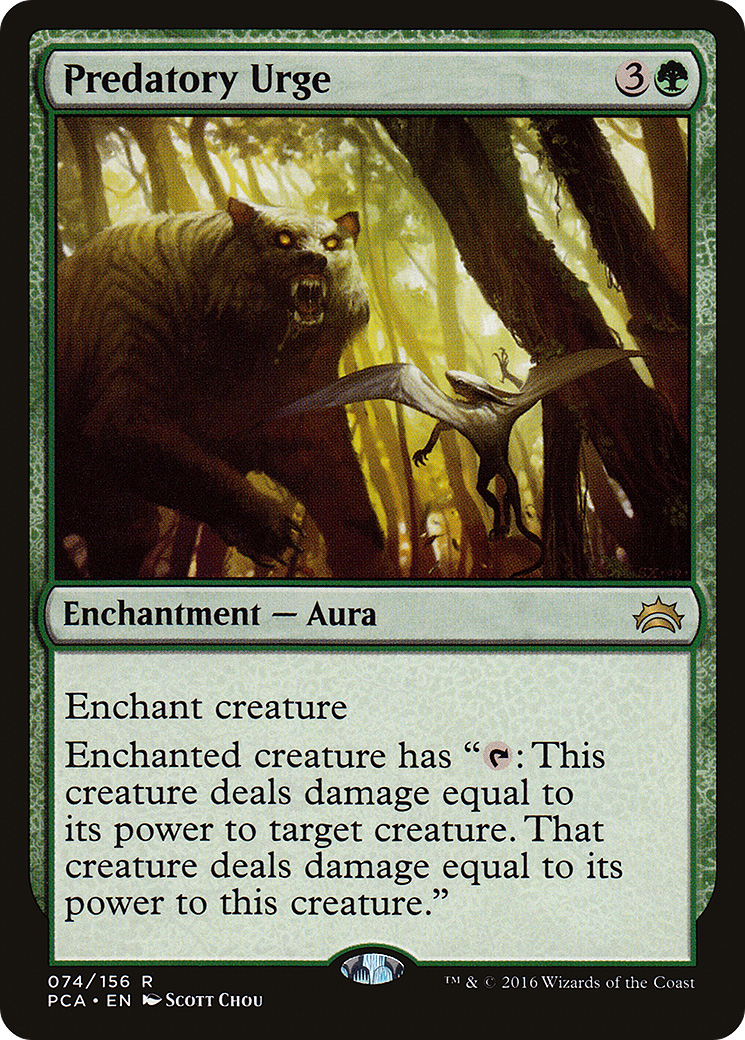 Predatory Urge 3
Enchantment — Aura
Enchant creature
Enchanted creature has “: This
creature deals damage equal to
its power to target creature. That
creature deals damage equal to its
power to this creature.”
074/156 R
PCA • EN Scott Chou
™ & © 2016 Wizards of the Coast